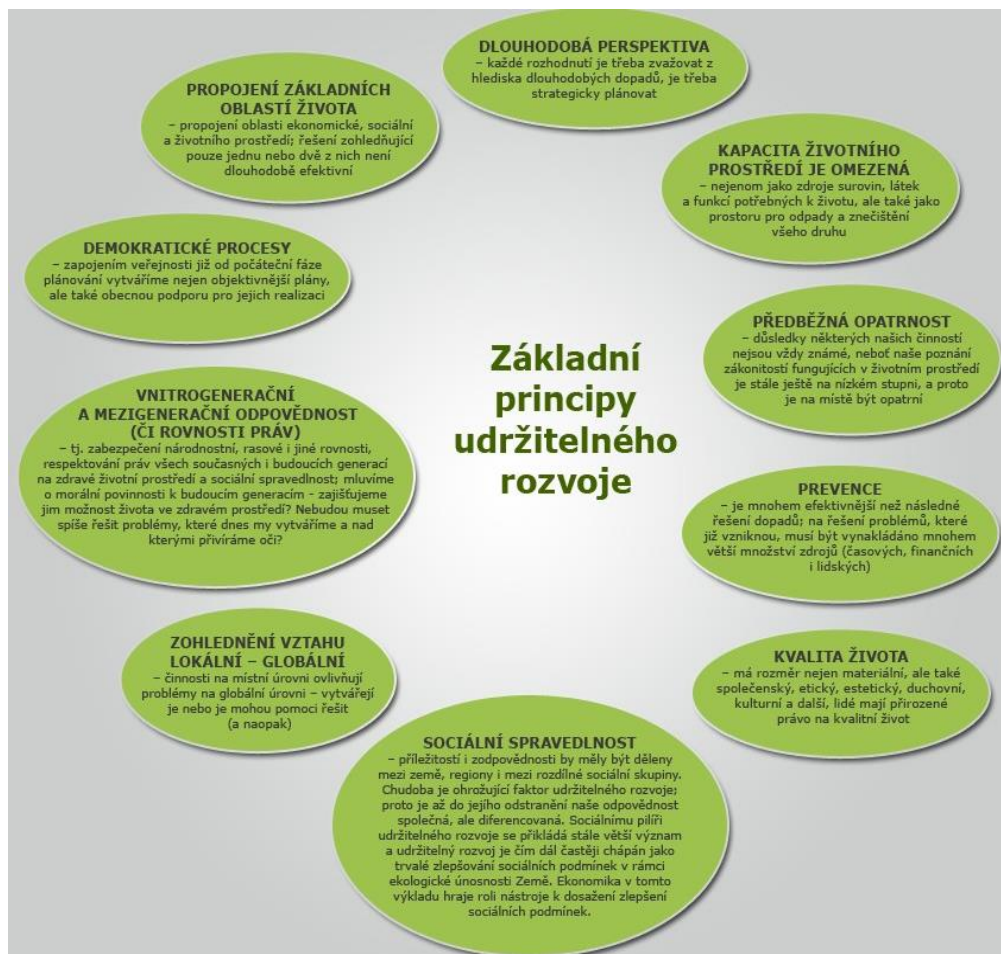 DLOUHODOBÁ PERSPEKTIVA
– každé rozhodnutí je třeba zvažovat z
hlediska dlouhodobých dopadů, je třeba
strategicky plánovat
PROPOJENÍ ZÁKLADNÍCH
OBLASTÍ ŽIVOTA
– propojení oblasti ekonomické, sociální
a životního prostředí; řešení zohledňující
pouze jednu nebo dvě z nich není
dlouhodobě efektivní
KAPACITA ŽIVOTNÍHO
PROSTŘEDÍ JE OMEZENÁ
– nejenom jako zdroje surovin, látek
a funkcí potřebných k životu, ale také jako
prostoru pro odpady a znečištění
všeho druhu
DEMOKRATICKÉ PROCESY
– zapojením veřejnosti již od počáteční fáze
plánování vytváříme nejen objektivnější plány,
ale také obecnou podporu pro jejich realizaci
PŘEDBĚŽNÁ OPATRNOST
– důsledky některých našich činností
nejsou vždy známé, neboť naše poznání
zákonitostí fungujících v životním prostředí
je stále ještě na nízkém stupni, a proto
je na místě být opatrní
Základní
principy
udržitelného
rozvoje
VNITROGENERAČNÍ
A MEZIGENERAČNÍ ODPOVĚDNOST
(ČI ROVNOSTI PRÁV)
– tj. zabezpečení národnostní, rasové i jiné rovnosti,
respektování práv všech současných i budoucích generací
na zdravé životní prostředí a sociální spravedlnost; mluvíme
o morální povinnosti k budoucím generacím - zajišťujeme
jim možnost života ve zdravém prostředí? Nebudou muset
spíše řešit problémy, které dnes my vytváříme a nad
kterými přivíráme oči?
PREVENCE
– je mnohem efektivnější než následné
řešení dopadů; na řešení problémů, které
již vzniknou, musí být vynakládáno mnohem
větší množství zdrojů (časových, finančních
i lidských)
ZOHLEDNĚNÍ VZTAHU
LOKÁLNÍ – GLOBÁLNÍ
– činnosti na místní úrovni ovlivňují
problémy na globální úrovni – vytvářejí
je nebo je mohou pomoci řešit
(a naopak)
KVALITA ŽIVOTA
– má rozměr nejen materiální, ale také
společenský, etický, estetický, duchovní,
kulturní a další, lidé mají přirozené
právo na kvalitní život
SOCIÁLNÍ SPRAVEDLNOST
– příležitostí i zodpovědnosti by měly být děleny
mezi země, regiony i mezi rozdílné sociální skupiny.
Chudoba je ohrožující faktor udržitelného rozvoje;
proto je až do jejího odstranění naše odpovědnost
společná, ale diferencovaná. Sociálnímu pilíři
udržitelného rozvoje se přikládá stále větší význam
a udržitelný rozvoj je čím dál častěji chápán jako
trvalé zlepšování sociálních podmínek v rámci
ekologické únosnosti Země. Ekonomika v tomto
výkladu hraje roli nástroje k dosažení zlepšení
sociálních podmínek.